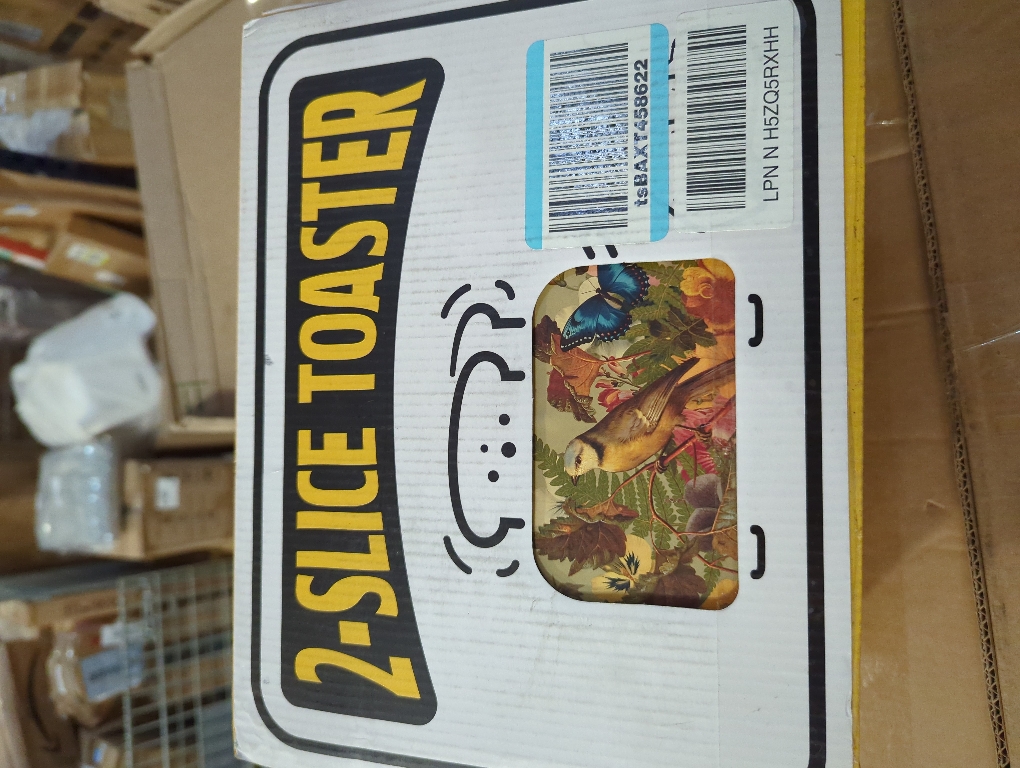 2-SLICE TOASTER
tsBAXT458622
LPN N H5ZQ5RXHH